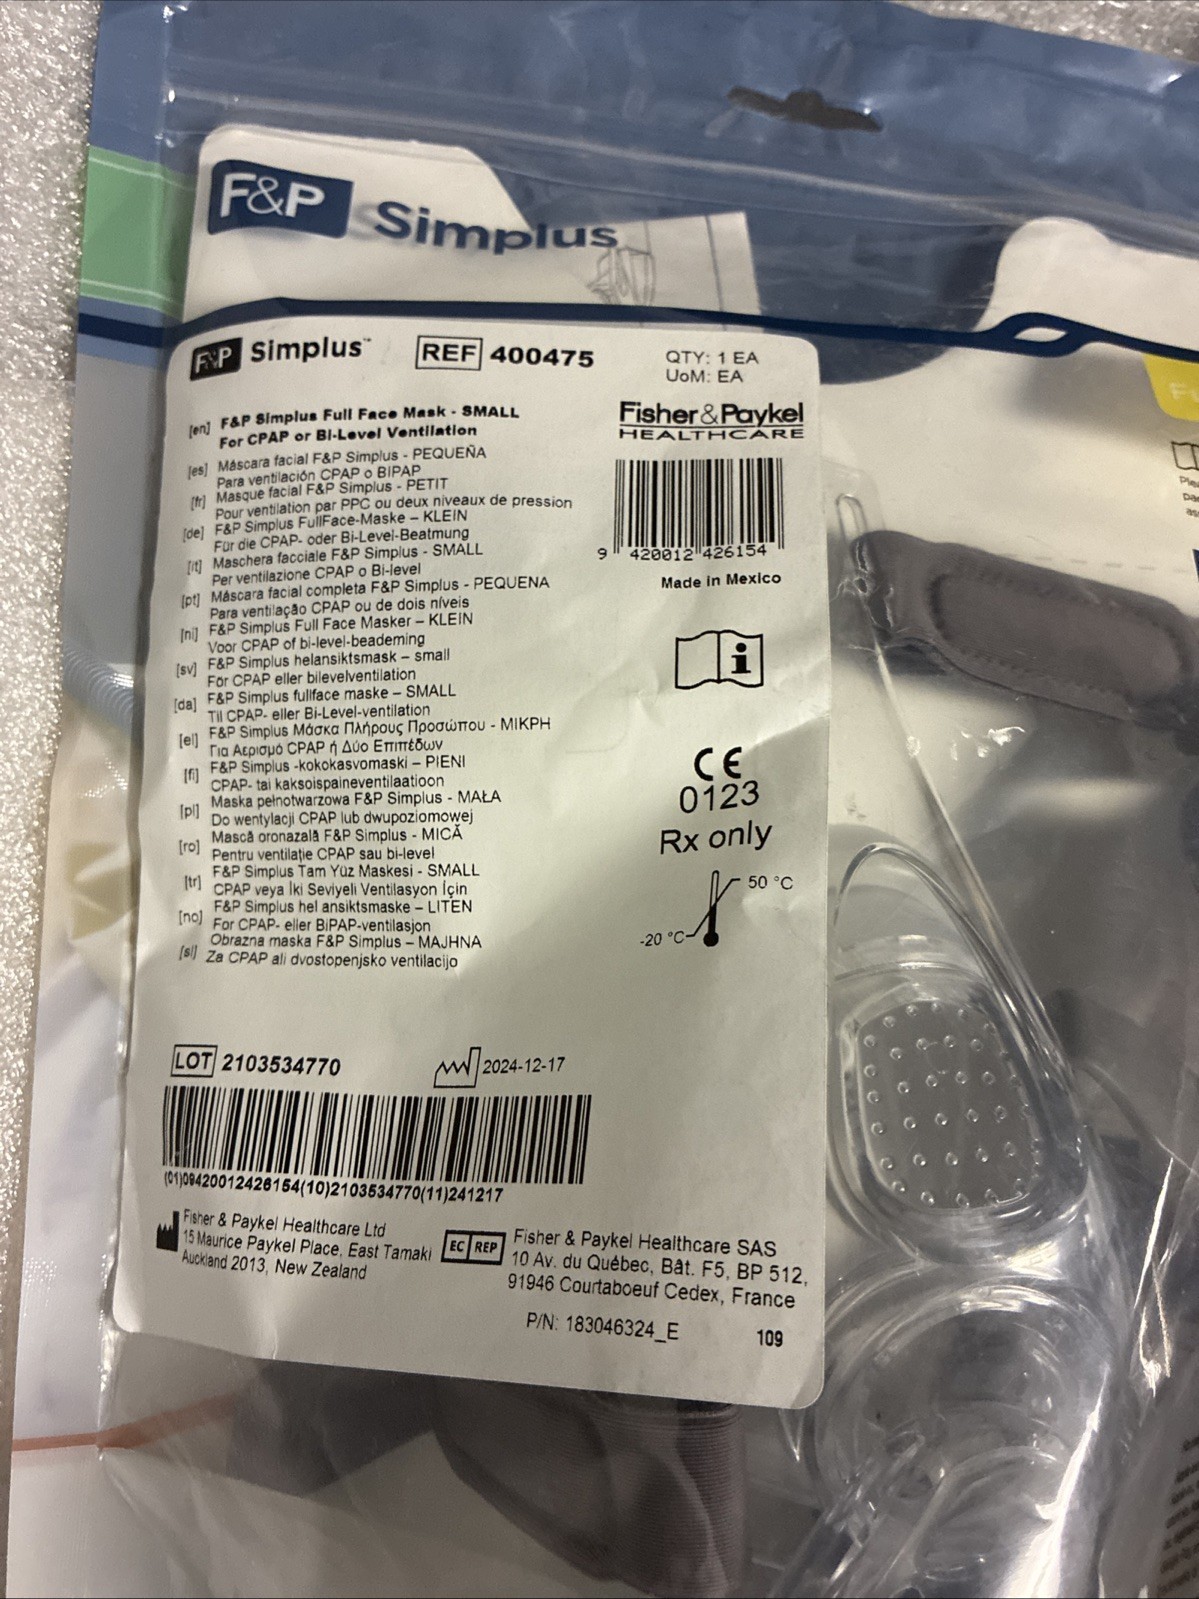 F&P Simplus
F&P Simplus™ REF 400475 QTY: 1 EA
UoM: EA
[en] F&P Simplus Full Face Mask - SMALL
For CPAP or Bi-Level Ventilation
[es] Máscara facial F&P Simplus - PEQUEÑA
Para ventilación CPAP o BIPAP
[fr] Masque facial F&P Simplus - PETIT
Pour ventilation par PPC ou deux niveaux de pression
[de] F&P Simplus FullFace-Maske – KLEIN
Für die CPAP- oder Bi-Level-Beatmung
[it] Maschera facciale F&P Simplus - SMALL
Per ventilazione CPAP o Bi-level
[pt] Máscara facial completa F&P Simplus - PEQUENA
Para ventilação CPAP ou de dois níveis
[nl] F&P Simplus Full Face Masker - KLEIN
Voor CPAP of bi-level-beademing
[sv] F&P Simplus helansiktsmask – small
For CPAP eller bilevelventilation
[da] F&P Simplus fullface maske – SMALL
Til CPAP- eller Bi-Level-ventilation
[el] F&P Simplus Μάσκα Πλήρους Προσώπου - ΜΙΚΡΗ
Για Αερισμό CPAP ή Δύο Επιπέδων
[fi] F&P Simplus -kokokasvomaski – PIENI
CPAP- tai kaksoispaineventilaatioon
[pl] Maska pełnotwarzowa F&P Simplus - MAŁA
Do wentylacji CPAP lub dwupoziomowej
[ro] Mască oronazală F&P Simplus - MICĂ
Pentru ventilație CPAP sau bi-level
[tr] F&P Simplus Tam Yüz Maskesi - SMALL
CPAP veya İki Seviyeli Ventilasyon İçin
[no] F&P Simplus hel ansiktsmaske – LITEN
For CPAP- eller BiPAP-ventilasjon
[sl] Obrazna maska F&P Simplus – MAJHNA
Za CPAP ali dvostopenjsko ventilacijo
Fisher&Paykel
HEALTHCARE
9 420012 426154
Made in Mexico
CE
0123
Rx only
50 °C
-20 °C
LOT 2103534770 2024-12-17
(01)09420012426154(10)2103534770(11)241217
Fisher & Paykel Healthcare Ltd
15 Maurice Paykel Place, East Tamaki
Auckland 2013, New Zealand
EC REP Fisher & Paykel Healthcare SAS
10 Av. du Québec, Bât. F5, BP 512,
91946 Courtaboeuf Cedex, France
P/N: 183046324_E 109